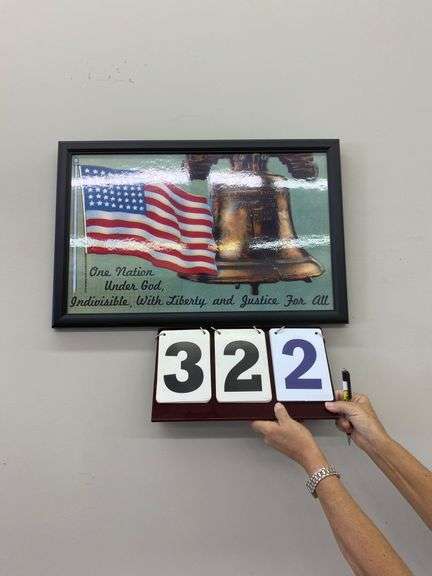 One Nation
Under God,
Indivisible, With Liberty and Justice For All
322